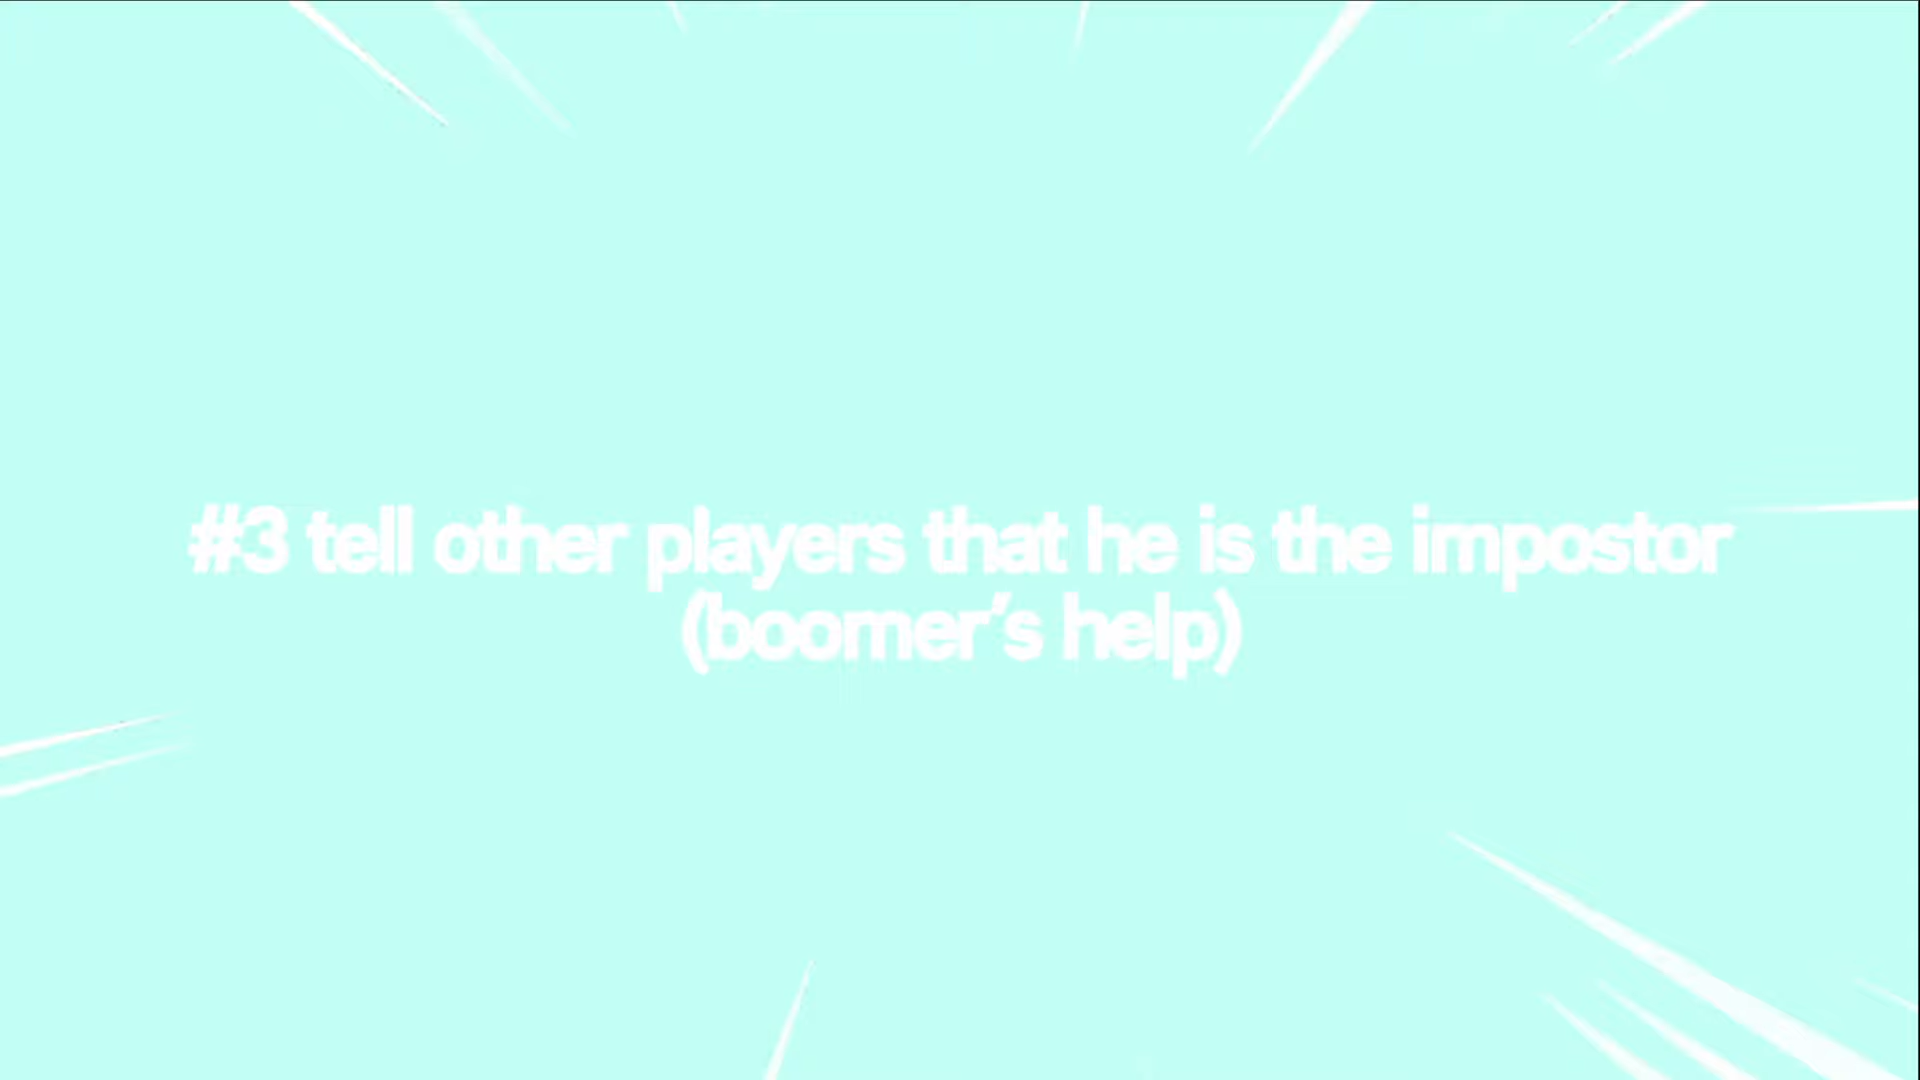 #3 tell other players that he is the impostor
(boomer's help)